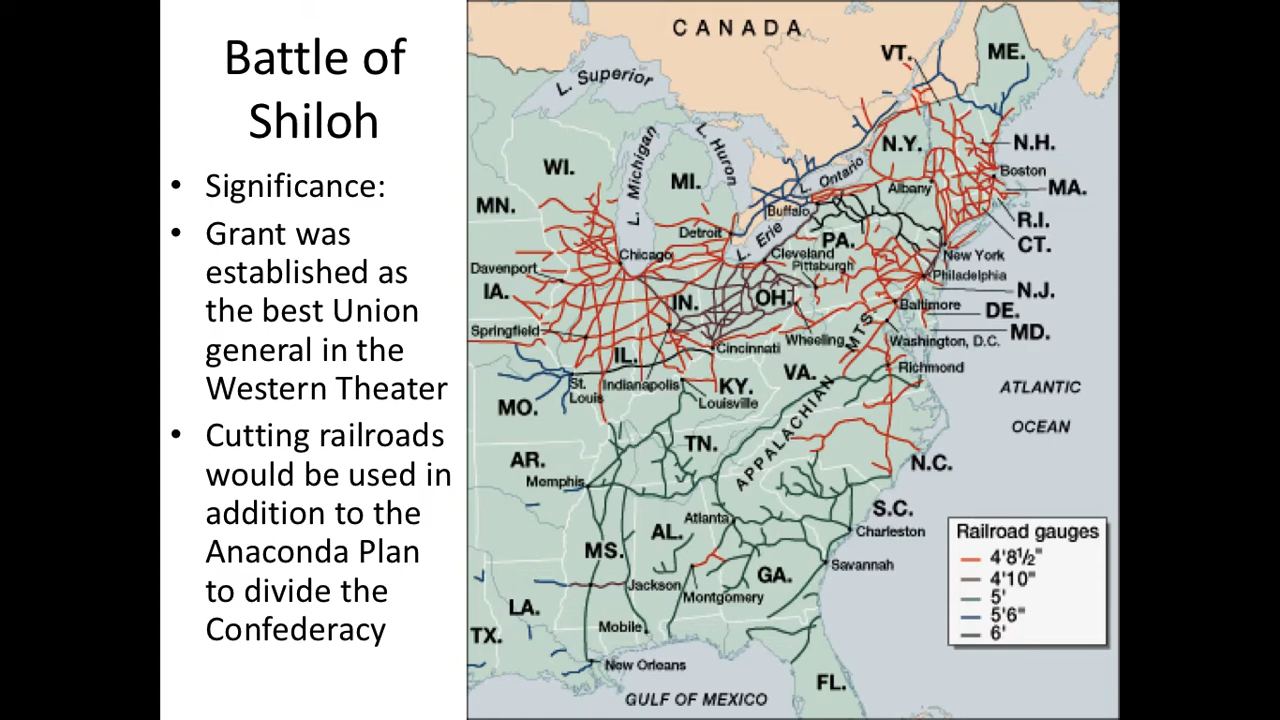 Battle of
Shiloh
• Significance:
• Grant was
established as
the best Union
general in the
Western Theater
• Cutting railroads
would be used in
addition to the
Anaconda Plan
to divide the
Confederacy
CANADA
VT.
ME.
L. Superior
L. Michigan
L. Huron
WI.
MI.
N.Y.
N.H.
L. Ontario
Boston
MN.
Albany
MA.
Buffalo
R.I.
Detroit
L. Erie
PA.
CT.
Chicago
Cleveland
New York
Davenport
Pittsburgh
Philadelphia
IA.
IN.
OH.
N.J.
Baltimore
DE.
Springfield
MD.
IL.
Cincinnati
Wheeling
Washington, D.C.
St.
Louis
Indianapolis
KY.
VA.
Richmond
MO.
Louisville
ATLANTIC
OCEAN
APPALACHIAN MTS.
TN.
AR.
N.C.
Memphis
S.C.
Atlanta
AL.
Charleston
MS.
GA.
Savannah
Jackson
Montgomery
LA.
TX.
Mobile
New Orleans
FL.
GULF OF MEXICO
Railroad gauges
4'8½"
4'10"
5'
5'6"
6'